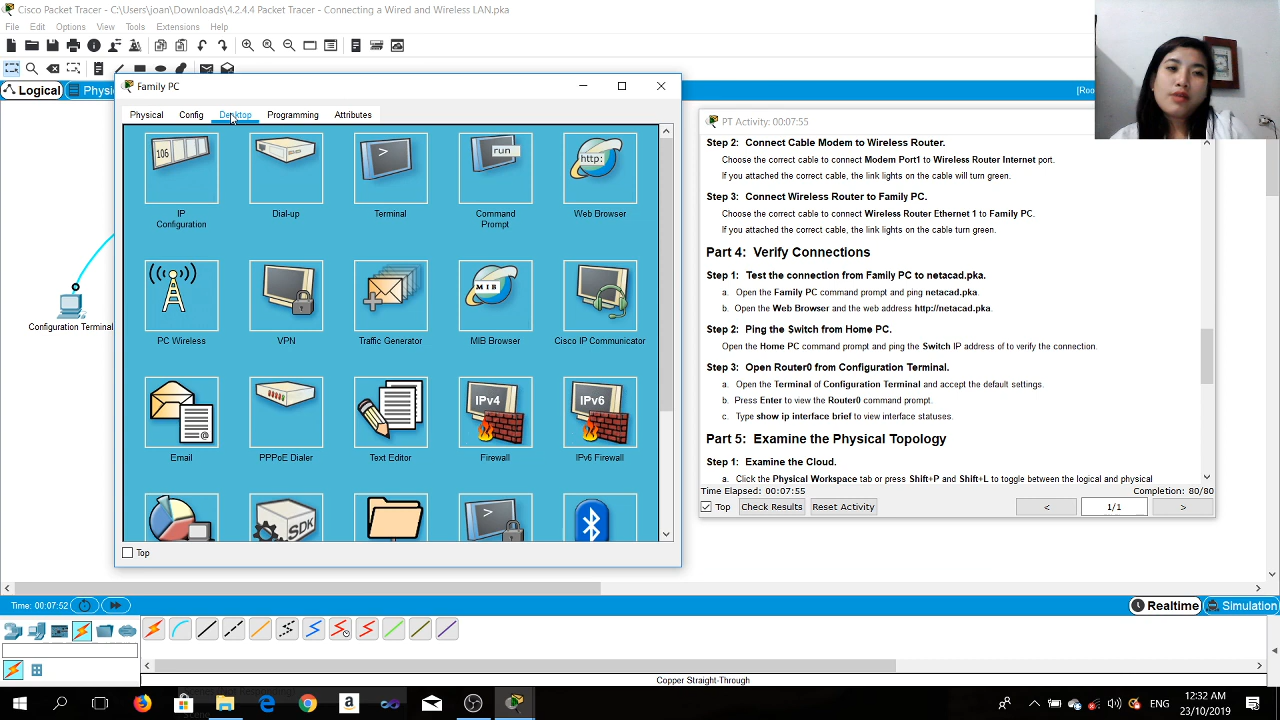 Cisco Packet Tracer - C:\Users\joan\Downloads\4.2.4.4 Packet Tracer - Connecting a Wired and Wireless LAN.pka
File Edit Options View Tools Extensions Help
Logical
[Roo
Family PC
Physical Config Desktop Programming Attributes
106
run
http:
IP Configuration
Dial-up
Terminal
Command Prompt
Web Browser
MIB
PC Wireless
VPN
Traffic Generator
MIB Browser
Cisco IP Communicator
IPv4
IPv6
Email
PPPoE Dialer
Text Editor
Firewall
IPv6 Firewall
SDK
Top
Configuration Terminal
PT Activity: 00:07:55
Step 2: Connect Cable Modem to Wireless Router.
Choose the correct cable to connect Modem Port1 to Wireless Router Internet port.
If you attached the correct cable, the link lights on the cable will turn green.
Step 3: Connect Wireless Router to Family PC.
Choose the correct cable to connect Wireless Router Ethernet 1 to Family PC.
If you attached the correct cable, the link lights on the cable turn green.
Part 4: Verify Connections
Step 1: Test the connection from Family PC to netacad.pka.
a. Open the Family PC command prompt and ping netacad.pka.
b. Open the Web Browser and the web address http://netacad.pka.
Step 2: Ping the Switch from Home PC.
Open the Home PC command prompt and ping the Switch IP address of to verify the connection.
Step 3: Open Router0 from Configuration Terminal.
a. Open the Terminal of Configuration Terminal and accept the default settings.
b. Press Enter to view the Router0 command prompt.
c. Type show ip interface brief to view interface statuses.
Part 5: Examine the Physical Topology
Step 1: Examine the Cloud.
a. Click the Physical Workspace tab or press Shift+P and Shift+L to toggle between the logical and physical
Time Elapsed: 00:07:55 Completion: 80/80
Top Check Results Reset Activity < 1/1 >
Time: 00:07:52 Realtime Simulation
Copper Straight-Through
ENG
12:32 AM
23/10/2019